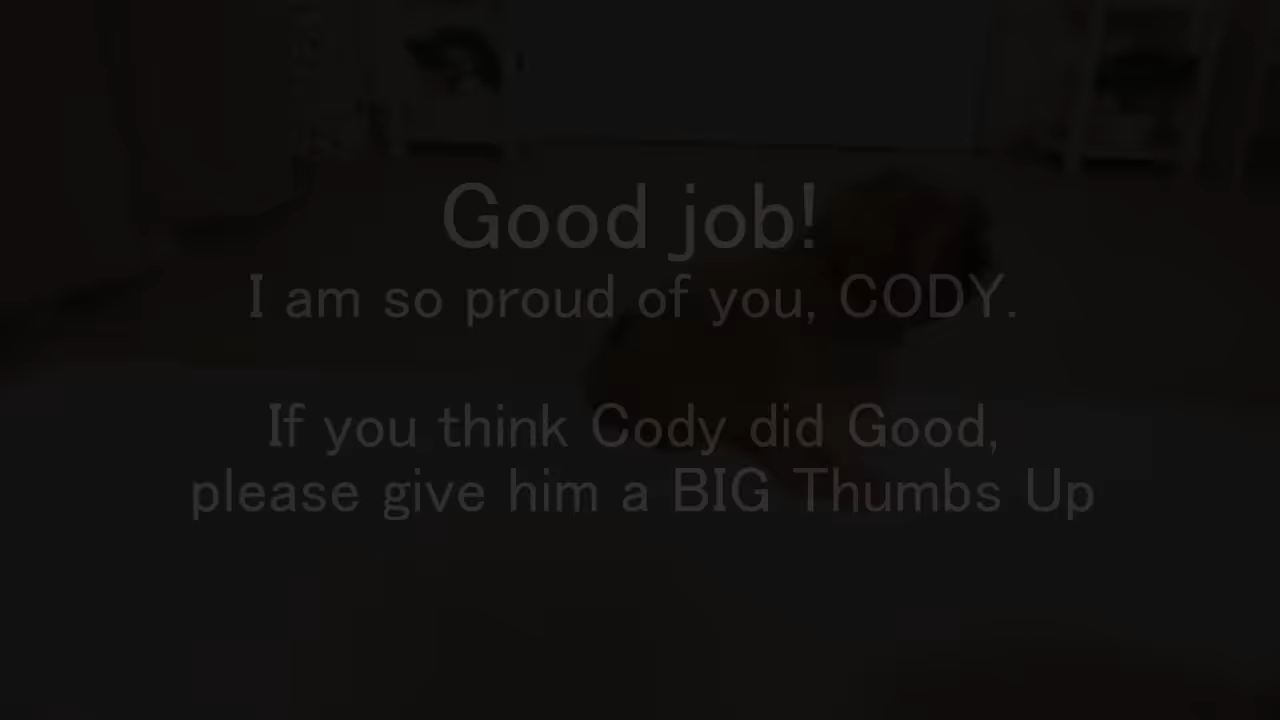 Good job!
I am so proud of you, CODY.
If you think Cody did Good,
please give him a BIG Thumbs Up